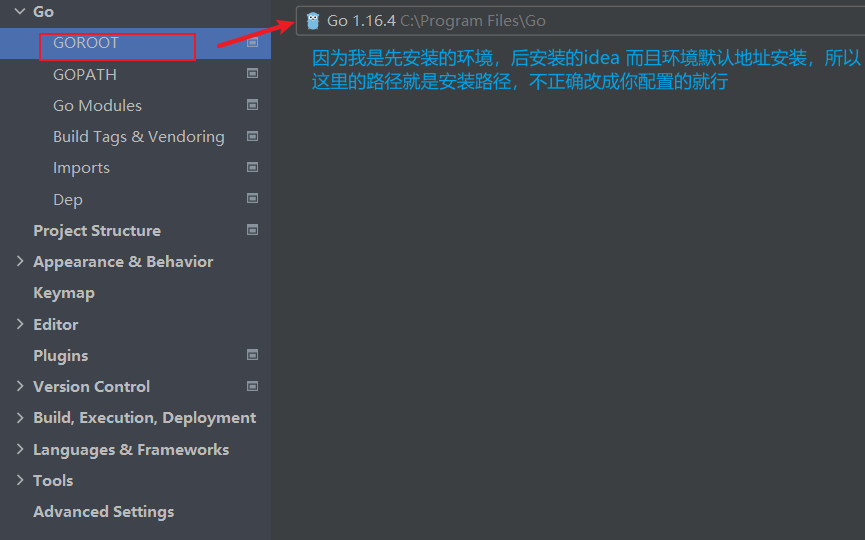 Go
GOROOT
GOPATH
Go Modules
Build Tags & Vendoring
Imports
Dep
Project Structure
Appearance & Behavior
Keymap
Editor
Plugins
Version Control
Build, Execution, Deployment
Languages & Frameworks
Tools
Advanced Settings
Go 1.16.4 C:\Program Files\Go
因为我是先安装的环境，后安装的idea 而且环境默认地址安装，所以
这里的路径就是安装路径，不正确改成你配置的就行